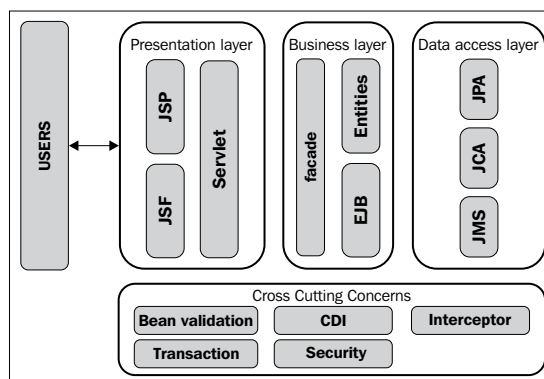 USERS
Presentation layer
JSP
JSF
Servlet
Business layer
facade
Entities
EJB
Data access layer
JPA
JCA
JMS
Cross Cutting Concerns
Bean validation
CDI
Interceptor
Transaction
Security